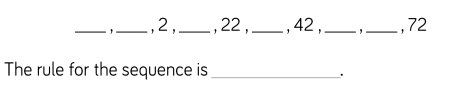 ___ , ___ , 2 , ___ , 22 , ___ , 42 , ___ , ___ , 72
The rule for the sequence is ______________.